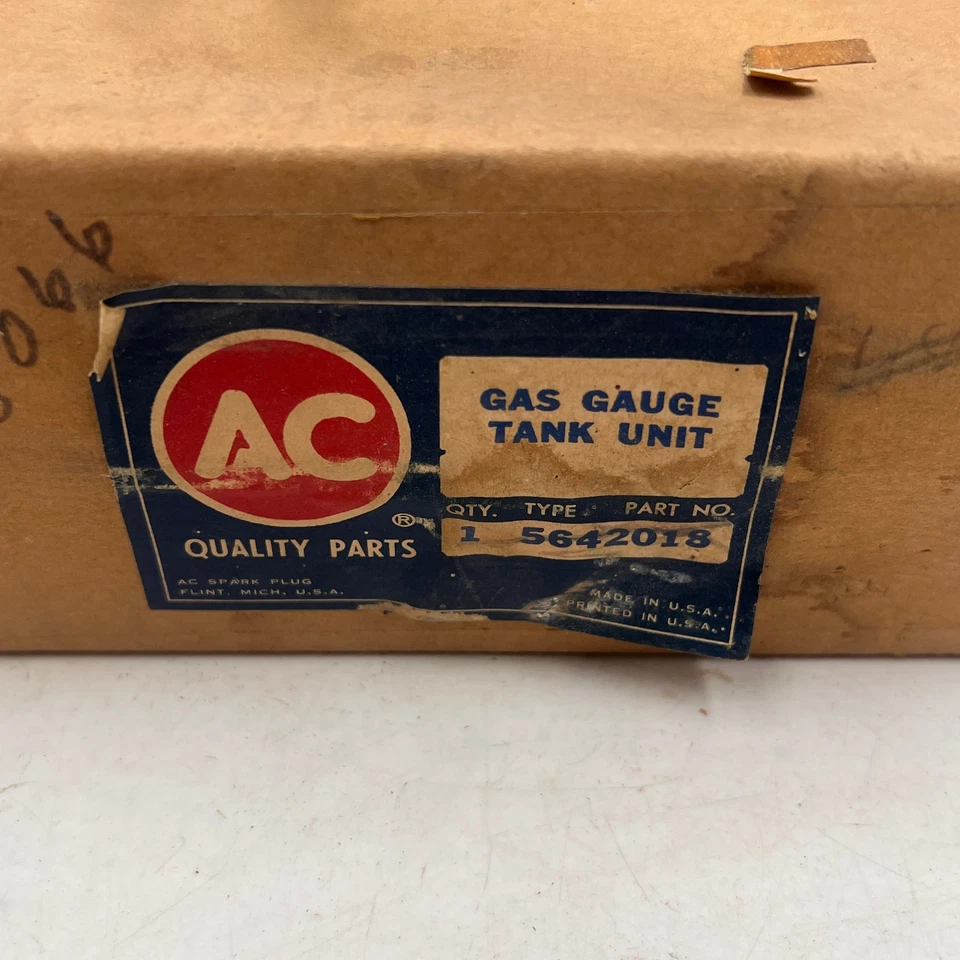 AC
®
QUALITY PARTS
AC SPARK PLUG
FLINT, MICH. U.S.A.
GAS GAUGE
TANK UNIT
QTY. TYPE PART NO.
1 5642018
MADE IN U.S.A.
PRINTED IN U.S.A.